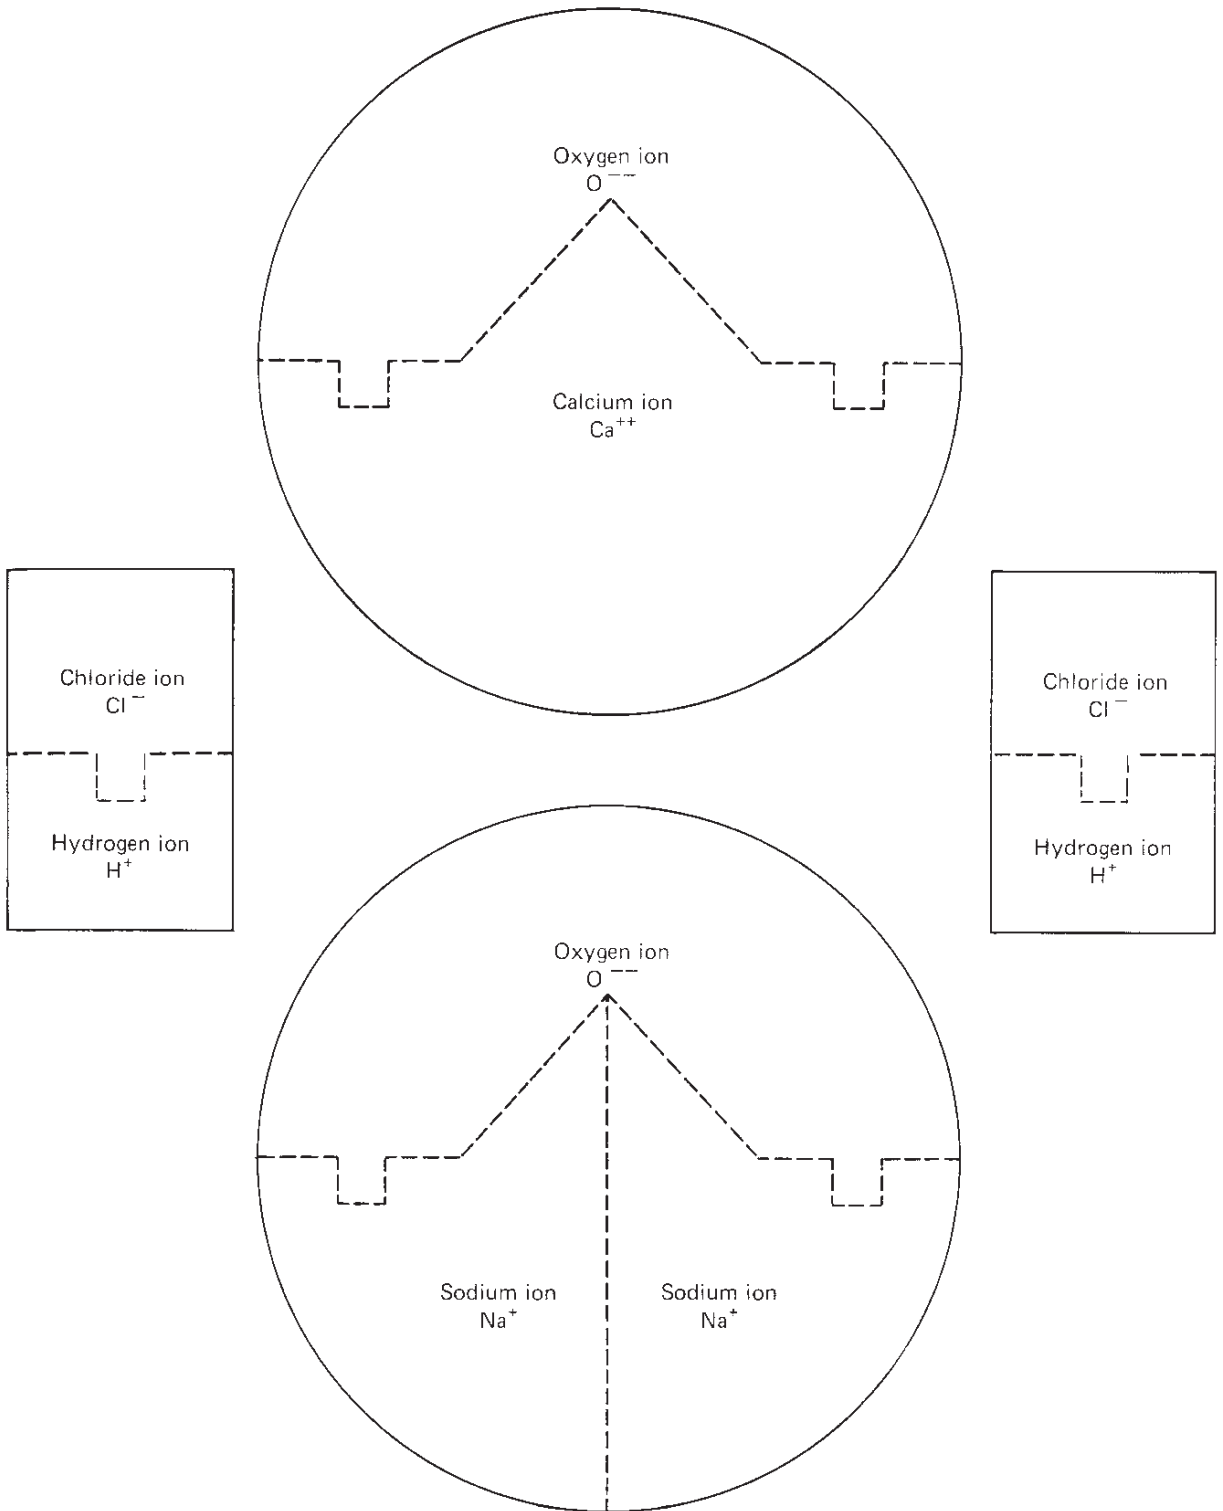 Oxygen ion
O⁻⁻
Calcium ion
Ca⁺⁺
Chloride ion
Cl⁻
Hydrogen ion
H⁺
Chloride ion
Cl⁻
Hydrogen ion
H⁺
Oxygen ion
O⁻⁻
Sodium ion
Na⁺
Sodium ion
Na⁺